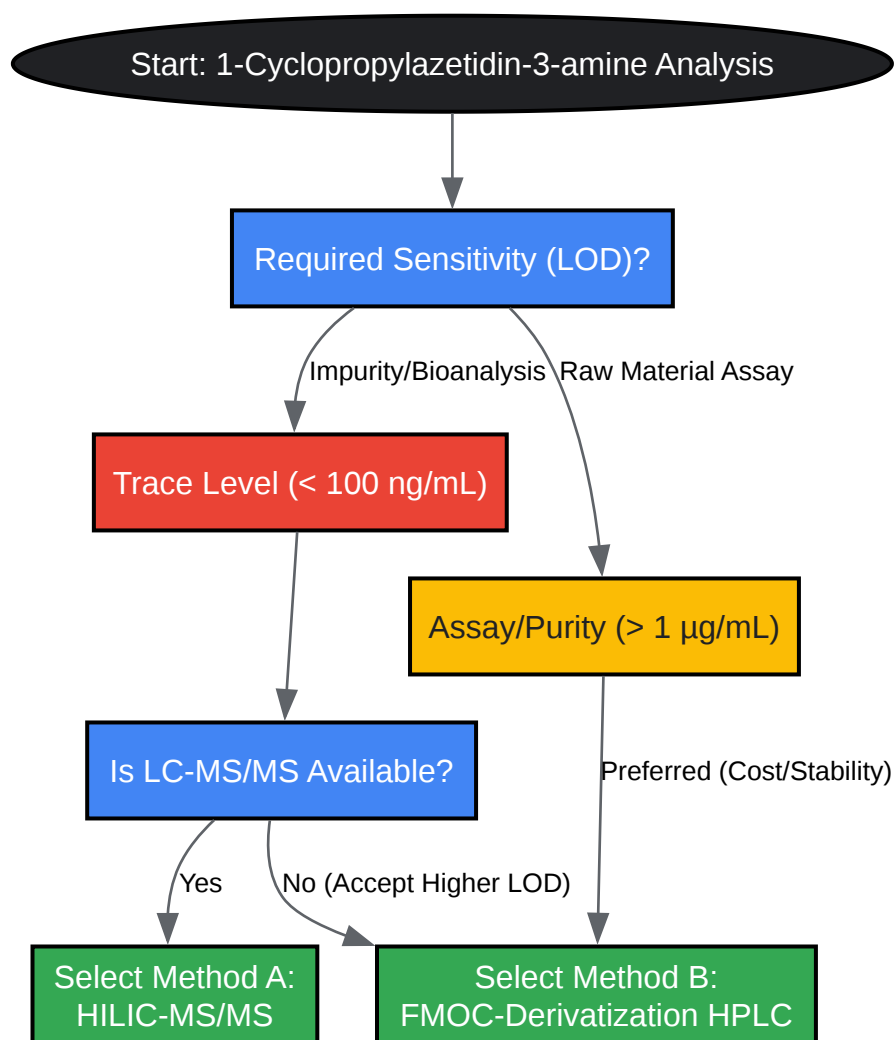 Start: 1-Cyclopropylazetidin-3-amine Analysis
Required Sensitivity (LOD)?
Impurity/Bioanalysis
Raw Material Assay
Trace Level (< 100 ng/mL)
Assay/Purity (> 1 µg/mL)
Is LC-MS/MS Available?
Preferred (Cost/Stability)
Yes
No (Accept Higher LOD)
Select Method A:
HILIC-MS/MS
Select Method B:
FMOC-Derivatization HPLC